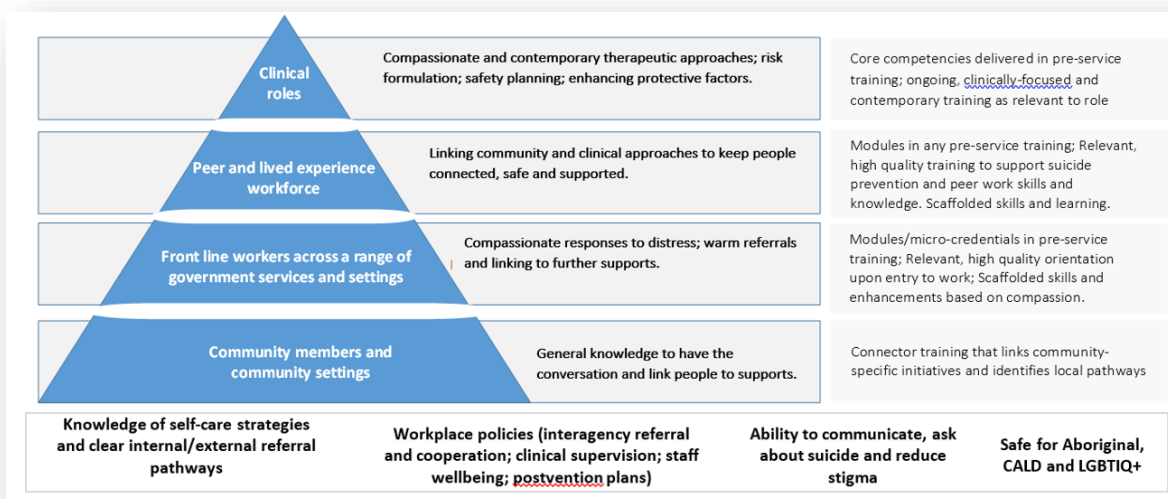 Clinical
roles
Compassionate and contemporary therapeutic approaches; risk
formulation; safety planning; enhancing protective factors.
Core competencies delivered in pre-service
training; ongoing, clinically-focused and
contemporary training as relevant to role
Peer and lived experience
workforce
Linking community and clinical approaches to keep people
connected, safe and supported.
Modules in any pre-service training; Relevant,
high quality training to support suicide
prevention and peer work skills and
knowledge. Scaffolded skills and learning.
Front line workers across a range of
government services and settings
Compassionate responses to distress; warm referrals
and linking to further supports.
Modules/micro-credentials in pre-service
training; Relevant, high quality orientation
upon entry to work; Scaffolded skills and
enhancements based on compassion.
Community members and
community settings
General knowledge to have the
conversation and link people to supports.
Connector training that links community-
specific initiatives and identifies local pathways
Knowledge of self-care strategies
and clear internal/external referral
pathways
Workplace policies (interagency referral
and cooperation; clinical supervision; staff
wellbeing; postvention plans)
Ability to communicate, ask
about suicide and reduce
stigma
Safe for Aboriginal,
CALD and LGBTIQ+